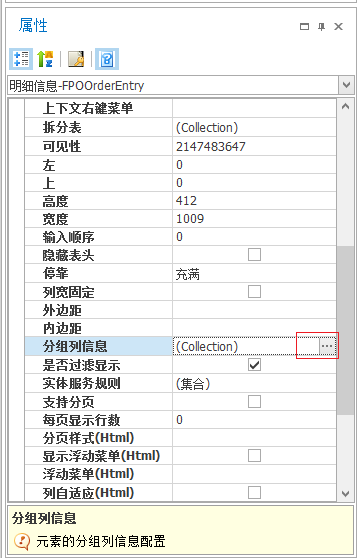 属性
明细信息-FPOOrderEntry
上下文右键菜单
拆分表 (Collection)
可见性 2147483647
左 0
上 0
高度 412
宽度 1009
输入顺序 0
隐藏表头
停靠 充满
列宽固定
外边距
内边距
分组列信息 (Collection) ...
是否过滤显示
实体服务规则 (集合)
支持分页
每页显示行数 0
分页样式(Html)
显示浮动菜单(Html)
浮动菜单(Html)
列自适应(Html)
分组列信息
元素的分组列信息配置